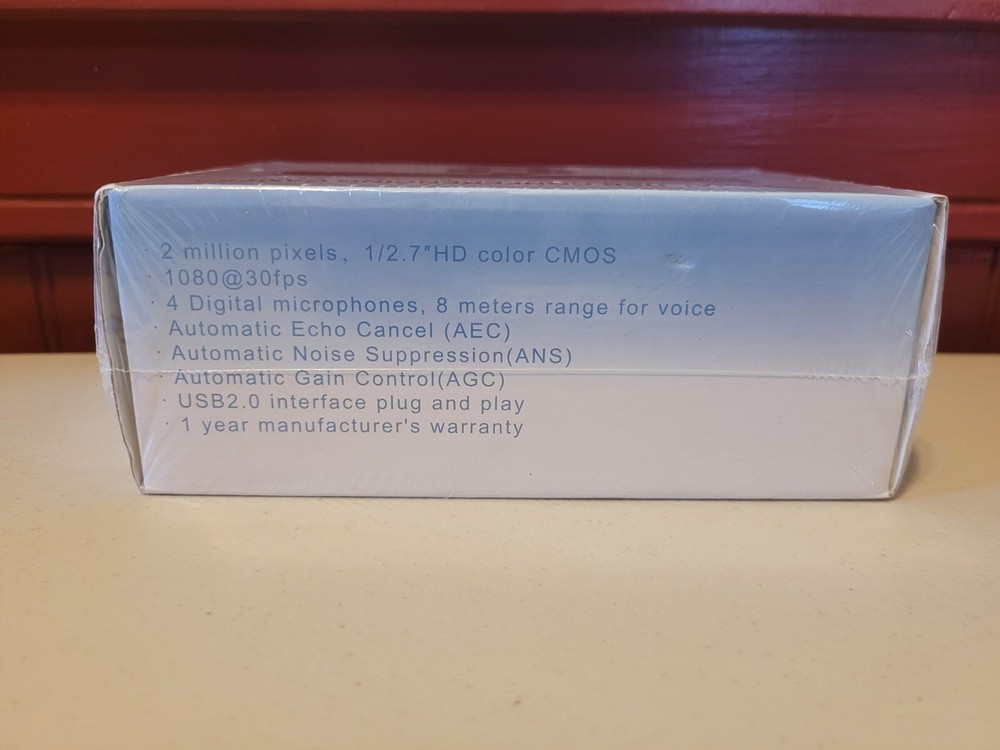 · 2 million pixels, 1/2.7"HD color CMOS
· 1080@30fps
· 4 Digital microphones, 8 meters range for voice
· Automatic Echo Cancel (AEC)
· Automatic Noise Suppression(ANS)
· Automatic Gain Control(AGC)
· USB2.0 interface plug and play
· 1 year manufacturer's warranty